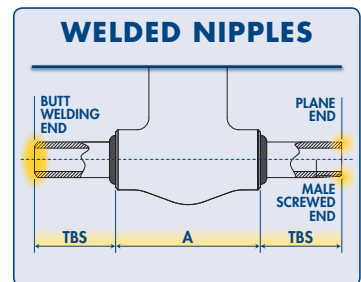 WELDED NIPPLES
BUTT
WELDING
END
PLANE
END
MALE
SCREWED
END
TBS
A
TBS